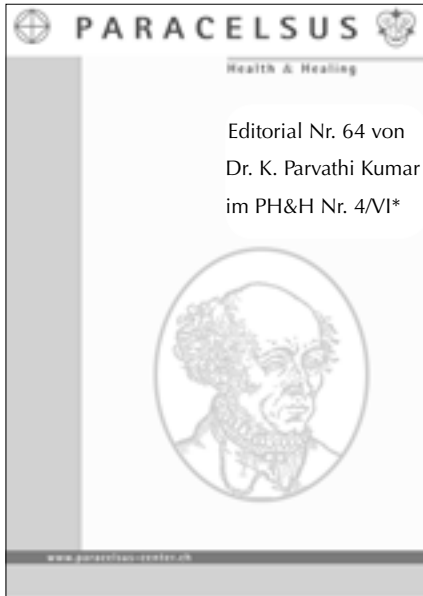 PARACELSUS
Health & Healing
Editorial Nr. 64 von
Dr. K. Parvathi Kumar
im PH&H Nr. 4/VI*
www.paracelsus-center.ch